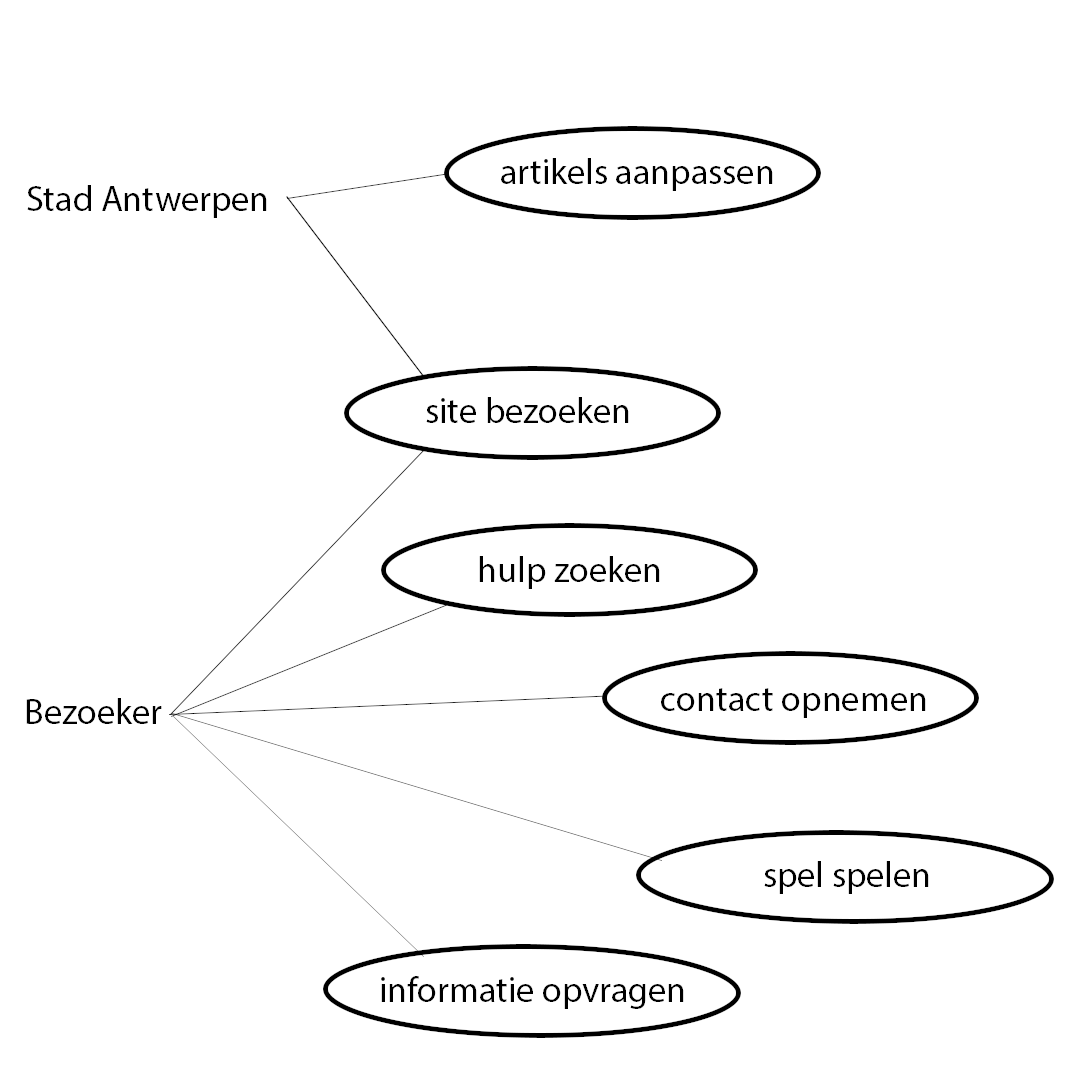 artikels aanpassen
Stad Antwerpen
site bezoeken
hulp zoeken
contact opnemen
Bezoeker
spel spelen
informatie opvragen